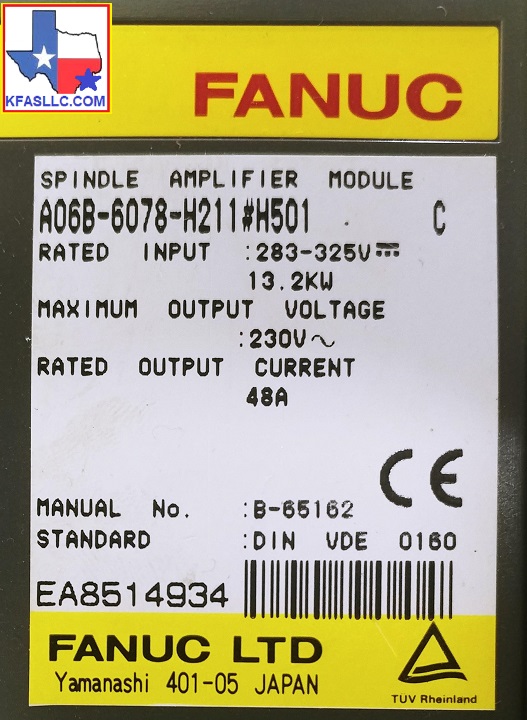 KFASLLC.COM
FANUC
SPINDLE AMPLIFIER MODULE
A06B-6078-H211#H501 C
RATED INPUT :283-325V⎓
13.2KW
MAXIMUM OUTPUT VOLTAGE
:230V～
RATED OUTPUT CURRENT
48A
CE
MANUAL No. :B-65162
STANDARD :DIN VDE 0160
EA8514934
FANUC LTD
Yamanashi 401-05 JAPAN
TÜV Rheinland